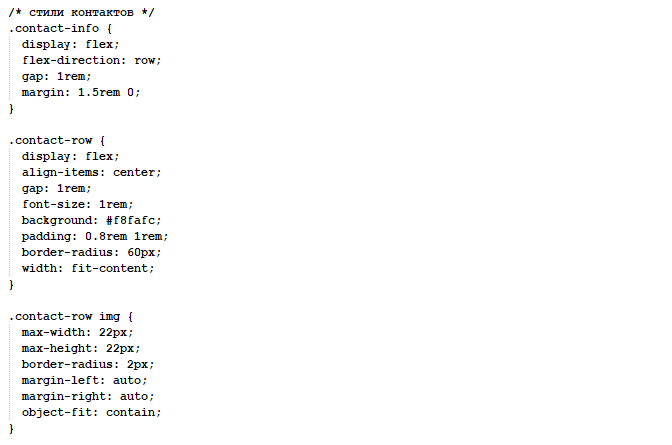 /* стили контактов */
.contact-info {
  display: flex;
  flex-direction: row;
  gap: 1rem;
  margin: 1.5rem 0;
}

.contact-row {
  display: flex;
  align-items: center;
  gap: 1rem;
  font-size: 1rem;
  background: #f8fafc;
  padding: 0.8rem 1rem;
  border-radius: 60px;
  width: fit-content;
}

.contact-row img {
  max-width: 22px;
  max-height: 22px;
  border-radius: 2px;
  margin-left: auto;
  margin-right: auto;
  object-fit: contain;
}